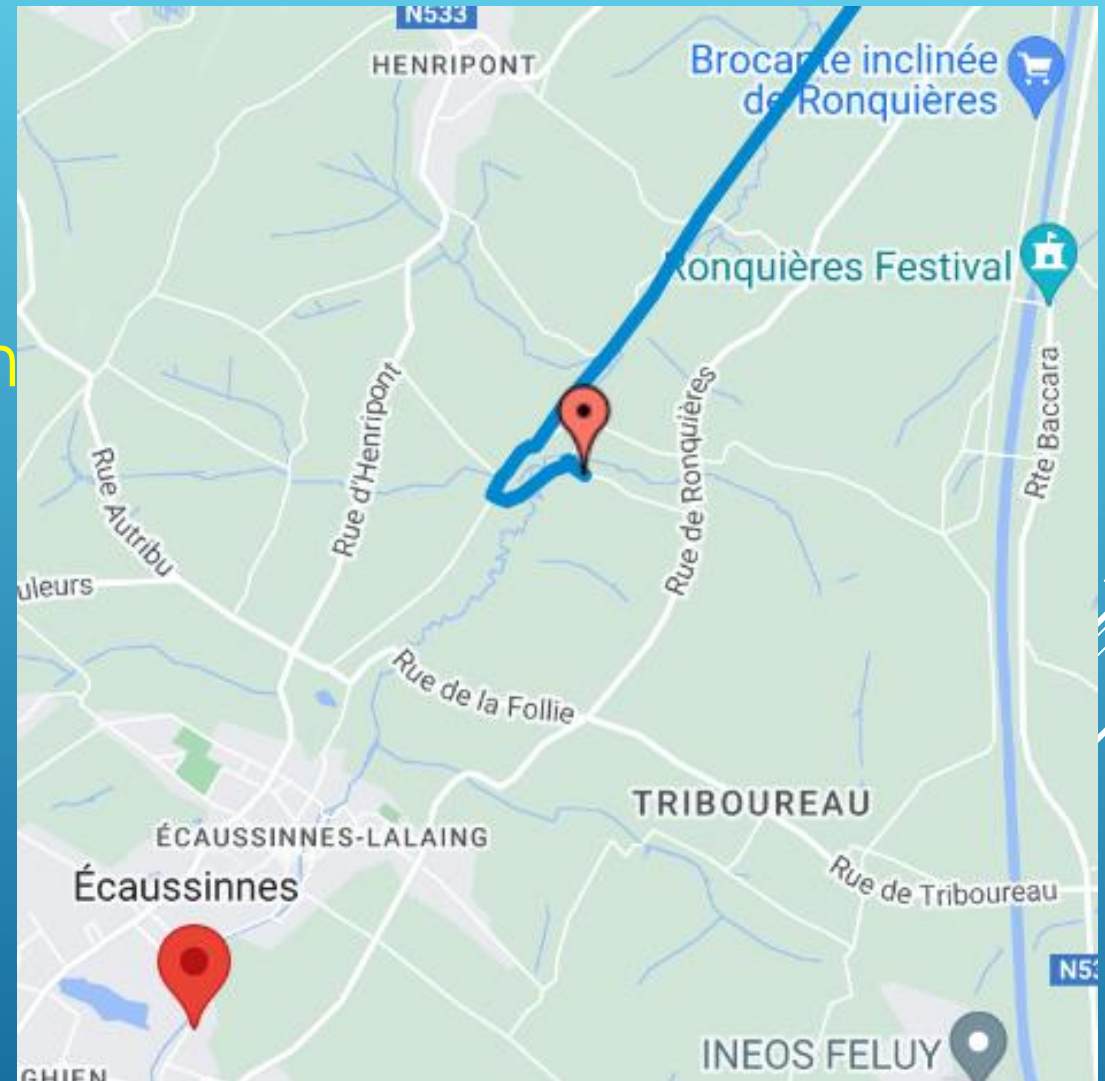 N533
HENRIPONT
Brocante inclinée
de Ronquières
Ronquières Festival
n
Rue d'Henripont
Rue de Ronquières
Rte Baccara
Rue Autribu
uleurs
Rue de la Follie
TRIBOUREAU
ÉCAUSSINNES-LALAING
Écaussinnes
Rue de Triboureau
N53
INEOS FELUY
GHIEN